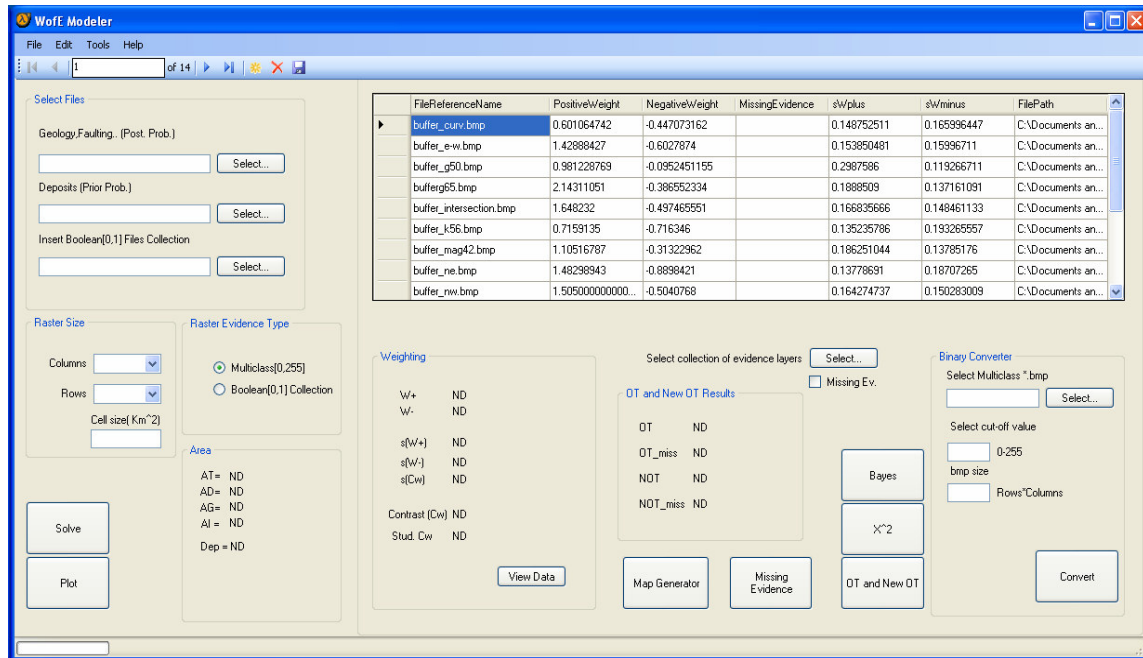 WofE Modeler
File Edit Tools Help
1 of 14
Select Files
Geology,Faulting.. (Post. Prob.)
Select...
Deposits (Prior Prob.)
Select...
Insert Boolean[0,1] Files Collection
Select...
FileReferenceName PositiveWeight NegativeWeight MissingEvidence sWplus sWminus FilePath
buffer_curv.bmp 0.601064742 -0.447073162 0.148752511 0.165996447 C:\Documents an...
buffer_e-w.bmp 1.42888427 -0.6027874 0.153850481 0.15996711 C:\Documents an...
buffer_g50.bmp 0.981228769 -0.0952451155 0.2987586 0.119266711 C:\Documents an...
bufferg65.bmp 2.14311051 -0.386552334 0.1888509 0.137161091 C:\Documents an...
buffer_intersection.bmp 1.648232 -0.497465551 0.166835666 0.148461133 C:\Documents an...
buffer_k56.bmp 0.7159135 -0.716346 0.135235786 0.193265557 C:\Documents an...
buffer_mag42.bmp 1.10516787 -0.31322962 0.186251044 0.13785176 C:\Documents an...
buffer_ne.bmp 1.48298943 -0.8898421 0.13778691 0.18707265 C:\Documents an...
buffer_nw.bmp 1.505000000000... -0.5040768 0.164274737 0.150283009 C:\Documents an...
Raster Size
Columns
Rows
Cell size( Km^2)
Raster Evidence Type
Multiclass[0,255]
Boolean[0,1] Collection
Area
AT= ND
AD= ND
AG= ND
AI = ND
Dep = ND
Solve
Plot
Weighting
W+ ND
W- ND
s(W+) ND
s(W-) ND
s(Cw) ND
Contrast (Cw) ND
Stud. Cw ND
View Data
Select collection of evidence layers Select...
Missing Ev.
OT and New OT Results
OT ND
OT_miss ND
NOT ND
NOT_miss ND
Map Generator
Missing
Evidence
Bayes
X^2
OT and New OT
Binary Converter
Select Multiclass *.bmp
Select...
Select cut-off value
0-255
bmp size
Rows*Columns
Convert